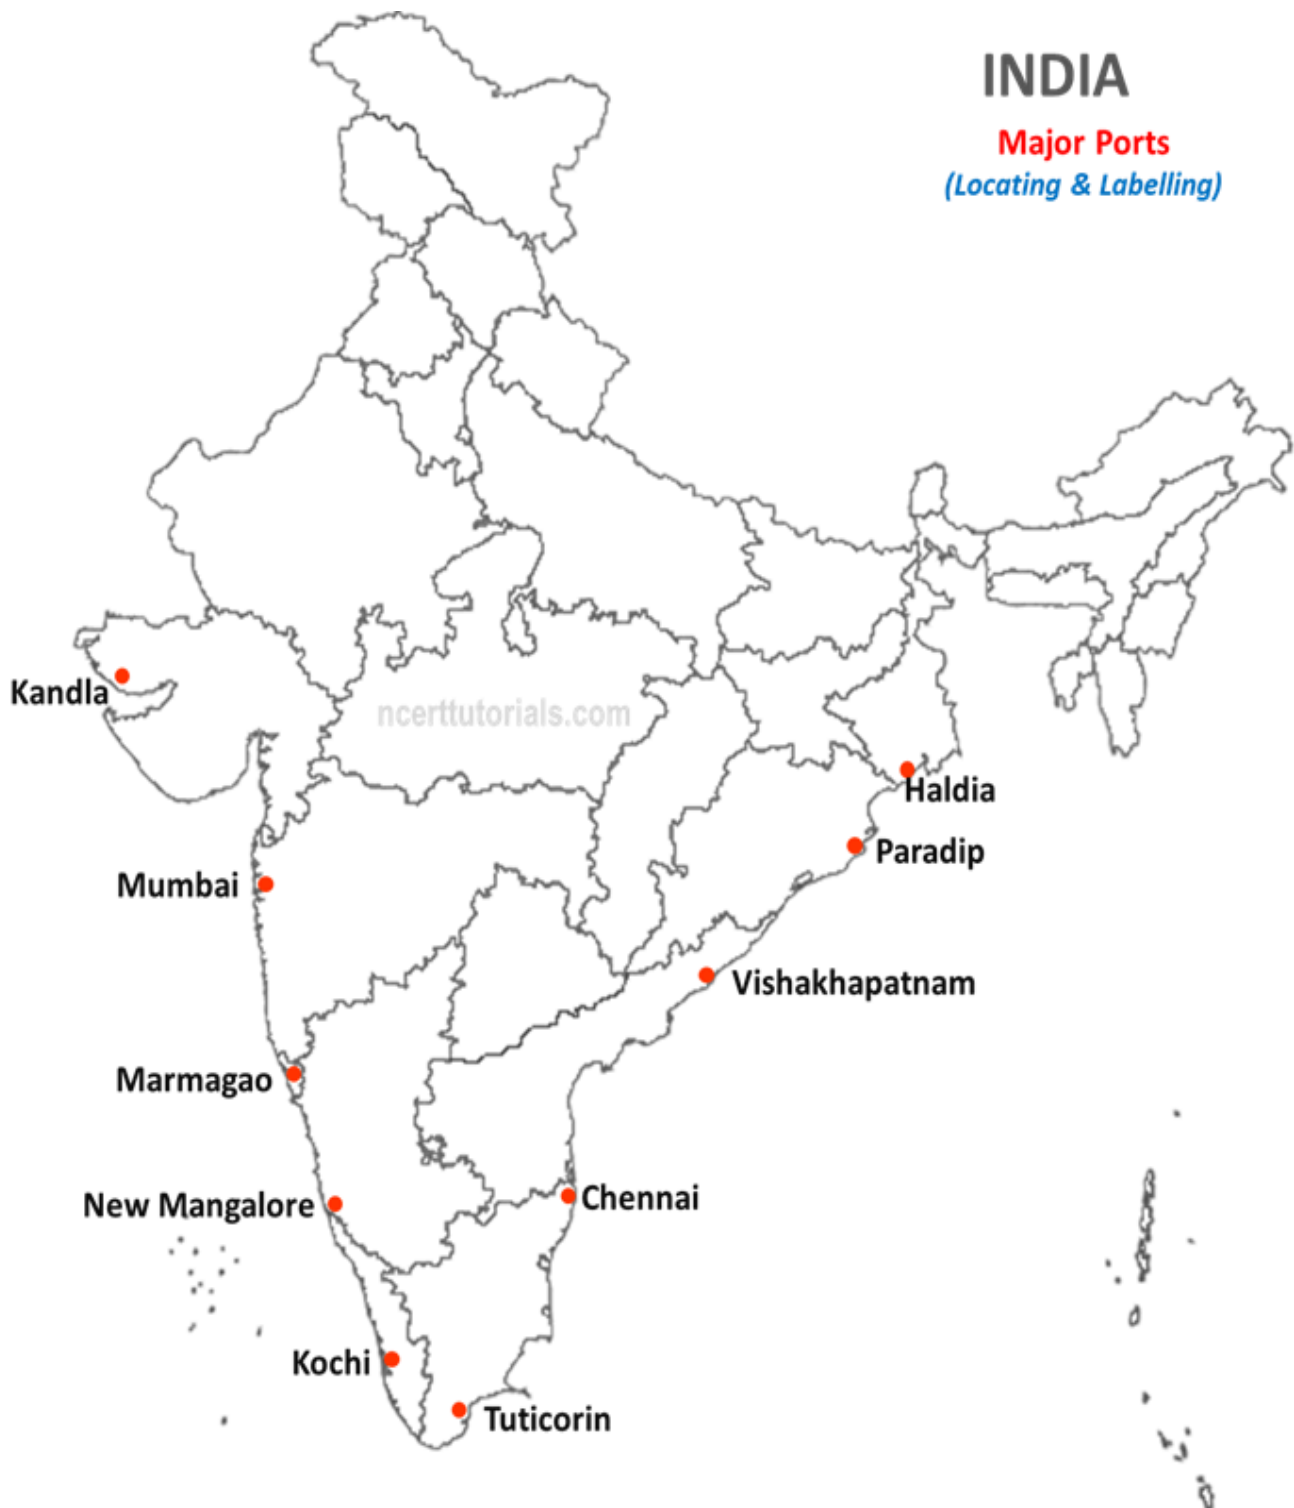 INDIA
Major Ports
(Locating & Labelling)
Kandla
ncerttutorials.com
Haldia
Paradip
Mumbai
Vishakhapatnam
Marmagao
New Mangalore
Chennai
Kochi
Tuticorin